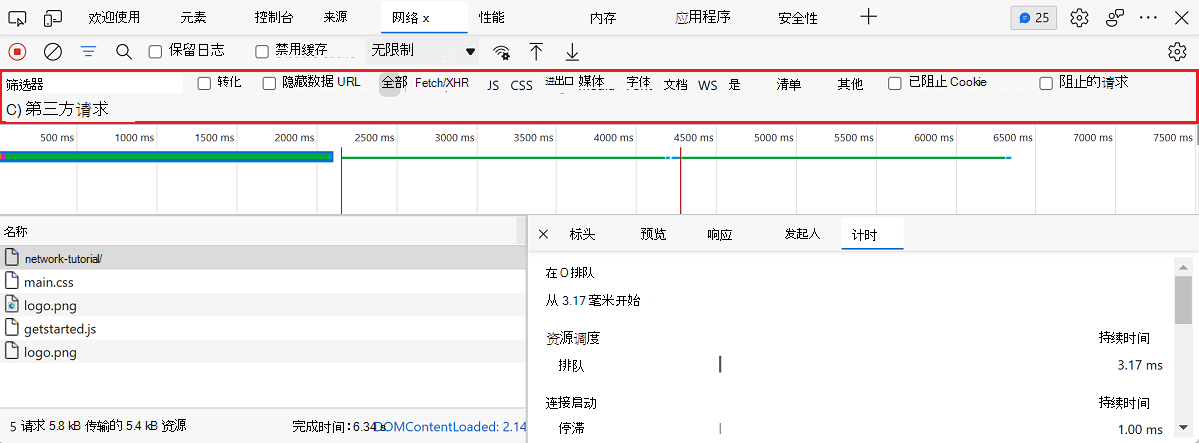 欢迎使用 元素 控制台 来源 网络 x 性能 内存 应用程序 安全性 25
保留日志 禁用缓存 无限制
筛选器 转化 隐藏数据 URL 全部 Fetch/XHR JS CSS 进出口 媒体 字体 文档 WS 是 清单 其他 已阻止 Cookie 阻止的请求
C) 第三方请求
500 ms 1000 ms 1500 ms 2000 ms 2500 ms 3000 ms 3500 ms 4000 ms 4500 ms 5000 ms 5500 ms 6000 ms 6500 ms 7000 ms 7500 ms
名称
network-tutorial/
main.css
logo.png
getstarted.js
logo.png
5 请求 5.8 kB 传输的 5.4 kB 资源 完成时间:6.34 s DOMContentLoaded: 2.14
标头 预览 响应 发起人 计时
在 0 排队
从 3.17 毫米开始
资源调度 持续时间
排队 3.17 ms
连接启动 持续时间
停滞 1.00 ms